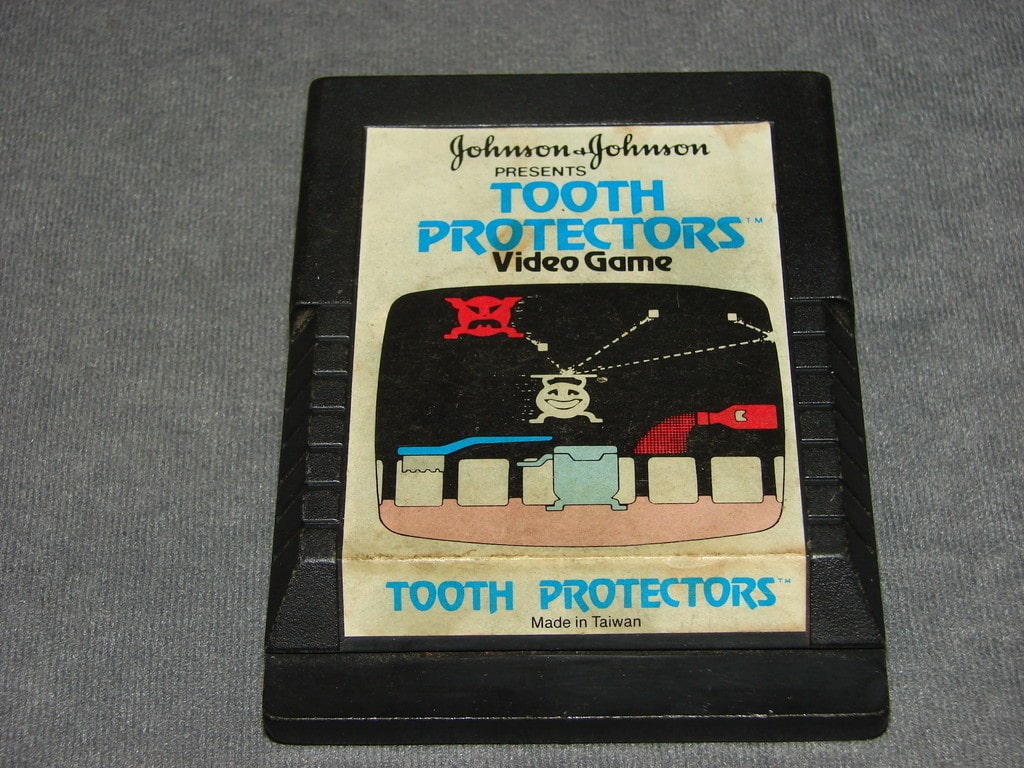 Johnson & Johnson
PRESENTS
TOOTH
PROTECTORS™
Video Game
TOOTH PROTECTORS™
Made in Taiwan